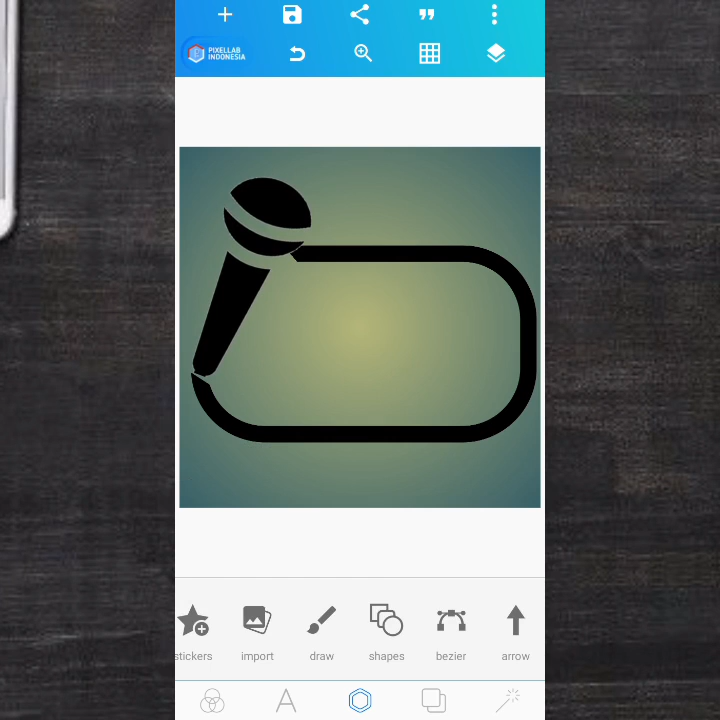 PIXELLAB
INDONESIA
stickers
import
draw
shapes
bezier
arrow